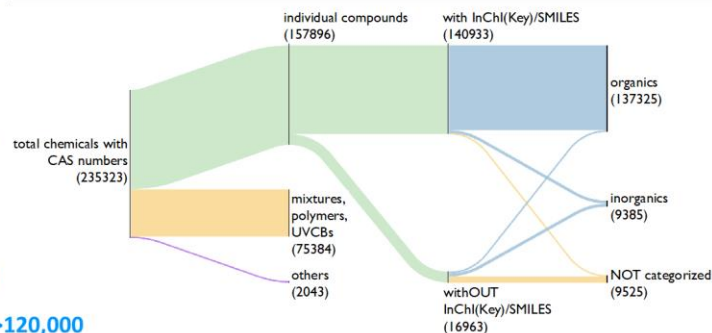 individual compounds
(157896)
with InChI(Key)/SMILES
(140933)
organics
(137325)
total chemicals with
CAS numbers
(235323)
mixtures,
polymers,
UVCBs
(75384)
inorganics
(9385)
others
(2043)
withOUT
InChI(Key)/SMILES
(16963)
NOT categorized
(9525)
120,000